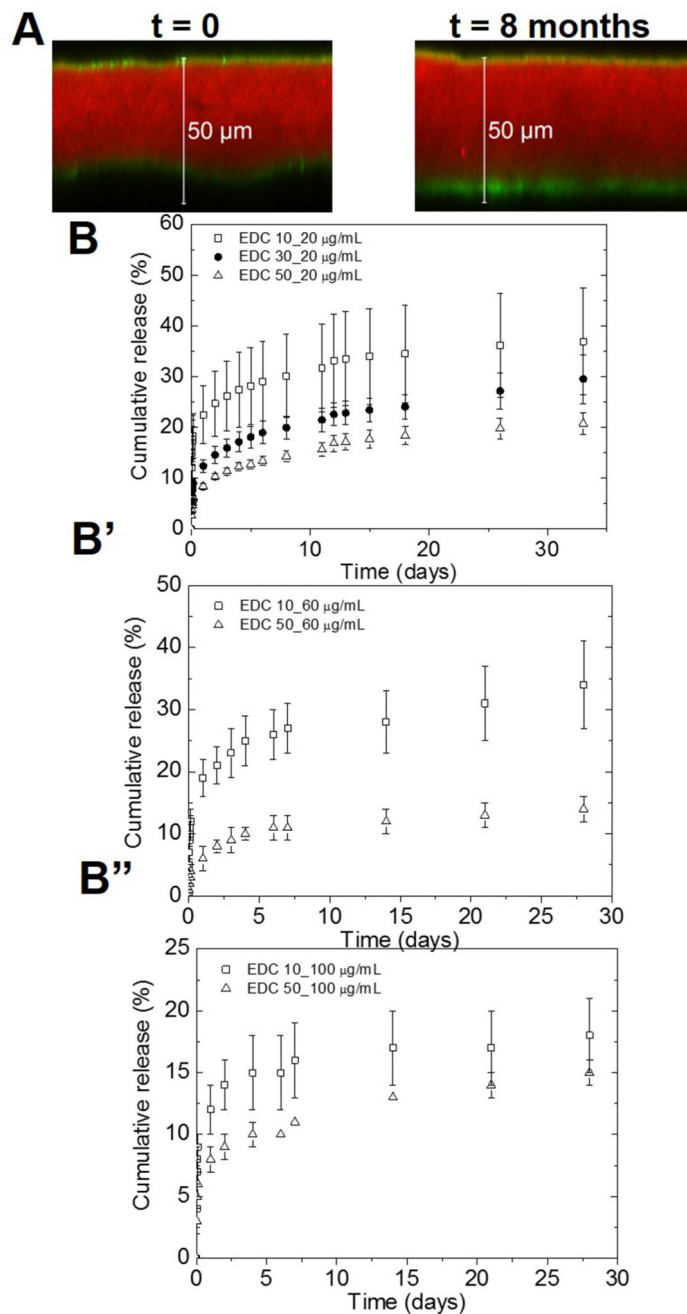 A
t = 0
t = 8 months
50 µm
50 µm
B
60
50
40
30
20
10
0
EDC 10_20 µg/mL
EDC 30_20 µg/mL
EDC 50_20 µg/mL
Cumulative release (%)
0 10 20 30
Time (days)
B’
50
40
30
20
10
0
EDC 10_60 µg/mL
EDC 50_60 µg/mL
Cumulative release (%)
0 5 10 15 20 25 30
Time (days)
B”
25
20
15
10
5
0
EDC 10_100 µg/mL
EDC 50_100 µg/mL
Cumulative release (%)
0 5 10 15 20 25 30
Time (days)